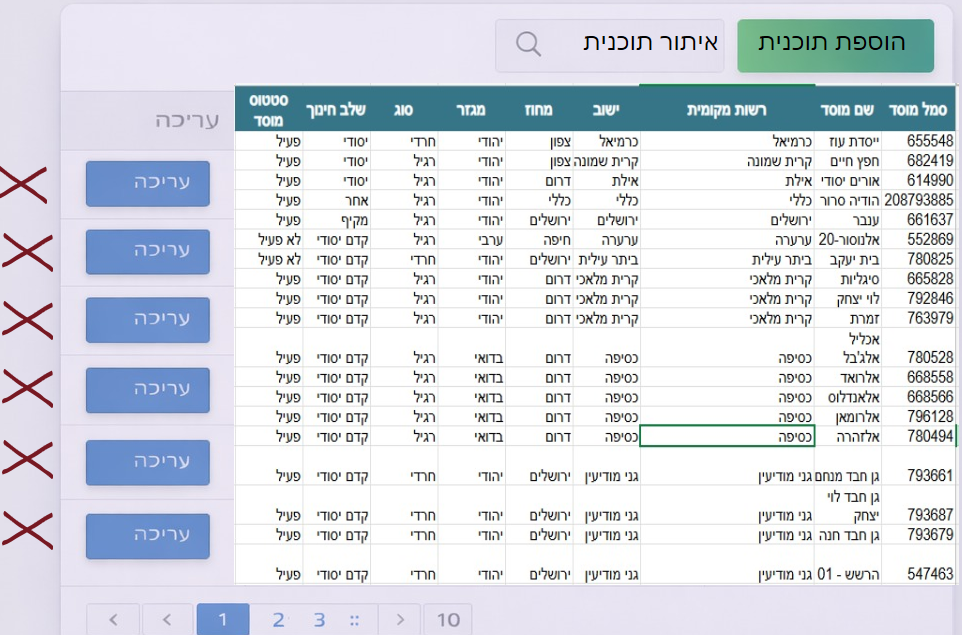 הוספת תוכנית איתור תוכנית
סמל מוסד שם מוסד רשות מקומית ישוב מחוז מגזר סוג שלב חינוך סטטוס מוסד עריכה
655548 ייסדת עוז כרמיאל כרמיאל צפון יהודי חרדי יסודי פעיל
682419 חפץ חיים קרית שמונה קרית שמונה צפון יהודי רגיל יסודי פעיל
614990 אורים יסודי אילת אילת דרום יהודי רגיל יסודי פעיל
208793885 הודיה סרור כללי כללי כללי יהודי רגיל אחר פעיל
661637 ענבר ירושלים ירושלים ירושלים יהודי רגיל מקיף פעיל
552869 אלנוסור-20 ערערה ערערה חיפה ערבי רגיל קדם יסודי לא פעיל
780825 בית יעקב ביתר עילית ביתר עילית ירושלים יהודי חרדי קדם יסודי לא פעיל
665828 סיגליות קרית מלאכי קרית מלאכי דרום יהודי רגיל קדם יסודי פעיל
792846 לוי יצחק קרית מלאכי קרית מלאכי דרום יהודי רגיל קדם יסודי פעיל
763979 זמרת קרית מלאכי קרית מלאכי דרום יהודי רגיל קדם יסודי פעיל
780528 אכליל אלג'בל כסיפה כסיפה דרום בדואי רגיל קדם יסודי פעיל
668558 אלרואד כסיפה כסיפה דרום בדואי רגיל קדם יסודי פעיל
668566 אלאנדלוס כסיפה כסיפה דרום בדואי רגיל קדם יסודי פעיל
796128 אלרומאן כסיפה כסיפה דרום בדואי רגיל קדם יסודי פעיל
780494 אלזהרה כסיפה כסיפה דרום בדואי רגיל קדם יסודי פעיל
793661 גן חבד מנחם גני מודיעין גני מודיעין ירושלים יהודי חרדי קדם יסודי פעיל
793687 גן חבד לוי יצחק גני מודיעין גני מודיעין ירושלים יהודי חרדי קדם יסודי פעיל
793679 גן חבד חנה גני מודיעין גני מודיעין ירושלים יהודי חרדי קדם יסודי פעיל
547463 הרשש - 01 גני מודיעין גני מודיעין ירושלים יהודי חרדי קדם יסודי פעיל
עריכה
עריכה
עריכה
עריכה
עריכה
עריכה
< < 1 2 3 :: > 10